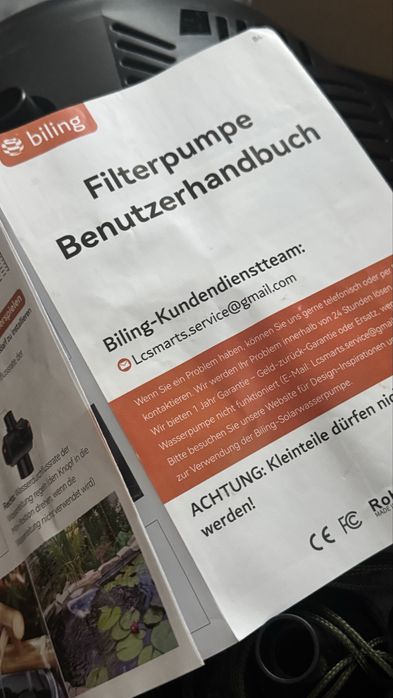 biling
Filterpumpe
Benutzerhandbuch
Biling-Kundendienstteam:
Lcsmarts.service@gmail.com
Wenn Sie ein Problem haben, können Sie uns gerne telefonisch oder per
kontaktieren. Wir werden Ihr Problem innerhalb von 24 Stunden lösen
Wir bieten 1 Jahr Garantie - Geld-zurück-Garantie oder Ersatz, wenn
Wasserpumpe nicht funktioniert (E-Mail: Lcsmarts.service@gmai
Bitte besuchen Sie unsere Website für Design-Inspirationen u
zur Verwendung der Biling-Solarwasserpumpe.
ACHTUNG: Kleinteile dürfen nic
werden!
CE FC RoH
MADE